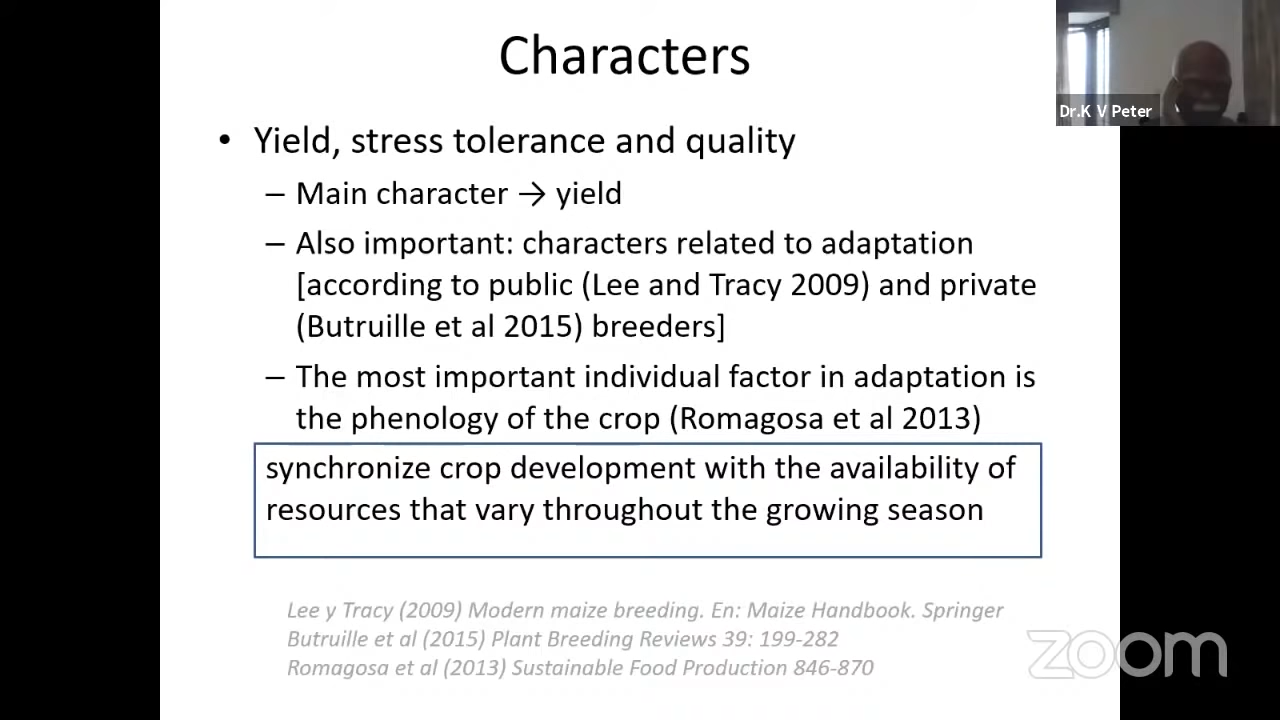 Characters
Dr.K V Peter
• Yield, stress tolerance and quality
– Main character → yield
– Also important: characters related to adaptation
[according to public (Lee and Tracy 2009) and private
(Butruille et al 2015) breeders]
– The most important individual factor in adaptation is
the phenology of the crop (Romagosa et al 2013)
synchronize crop development with the availability of
resources that vary throughout the growing season
Lee y Tracy (2009) Modern maize breeding. En: Maize Handbook. Springer
Butruille et al (2015) Plant Breeding Reviews 39: 199-282
Romagosa et al (2013) Sustainable Food Production 846-870
zoom